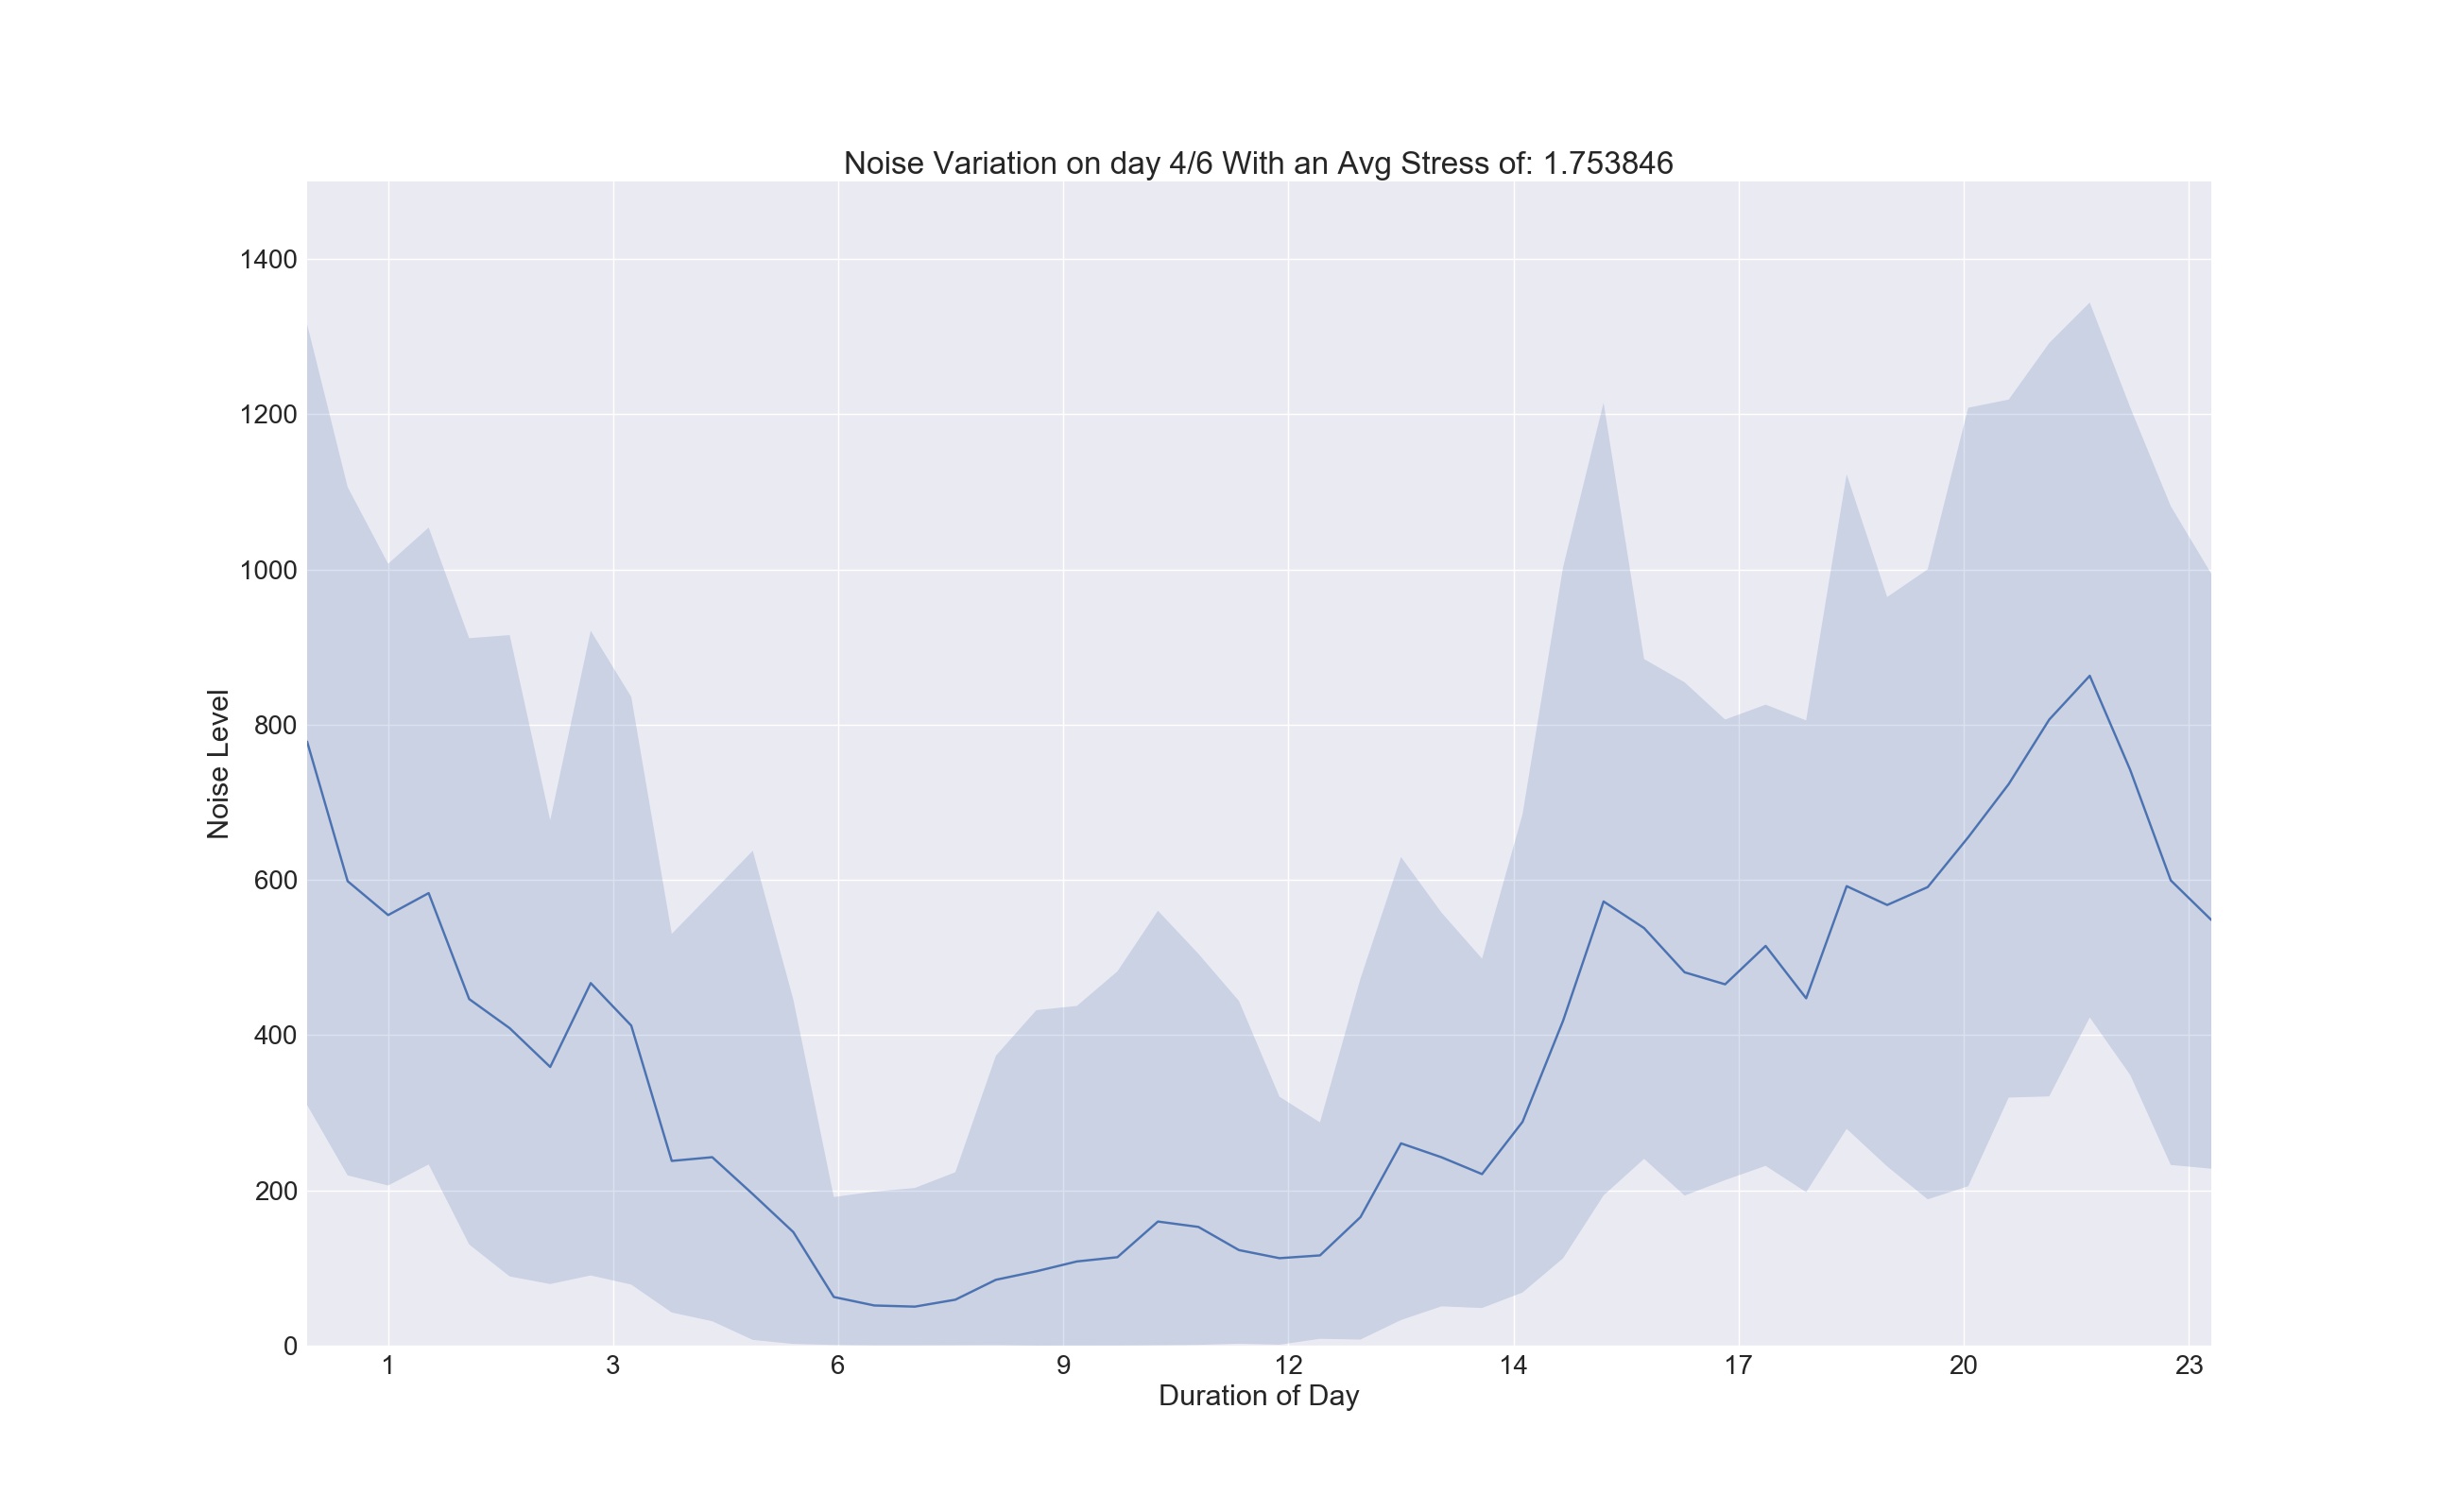 Noise Variation on day 4/6 With an Avg Stress of: 1.753846
1400
1200
1000
800
600
400
200
0
Noise Level
1 3 6 9 12 14 17 20 23
Duration of Day